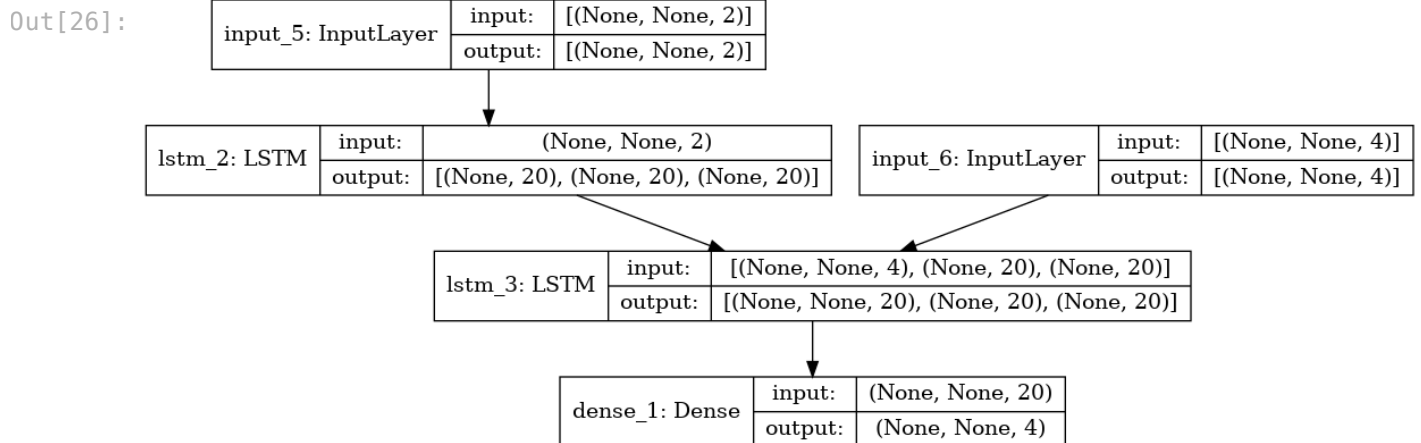 Out[26]:
input_5: InputLayer
input:
[(None, None, 2)]
output:
[(None, None, 2)]
lstm_2: LSTM
input:
(None, None, 2)
output:
[(None, 20), (None, 20), (None, 20)]
input_6: InputLayer
input:
[(None, None, 4)]
output:
[(None, None, 4)]
lstm_3: LSTM
input:
[(None, None, 4), (None, 20), (None, 20)]
output:
[(None, None, 20), (None, 20), (None, 20)]
dense_1: Dense
input:
(None, None, 20)
output:
(None, None, 4)